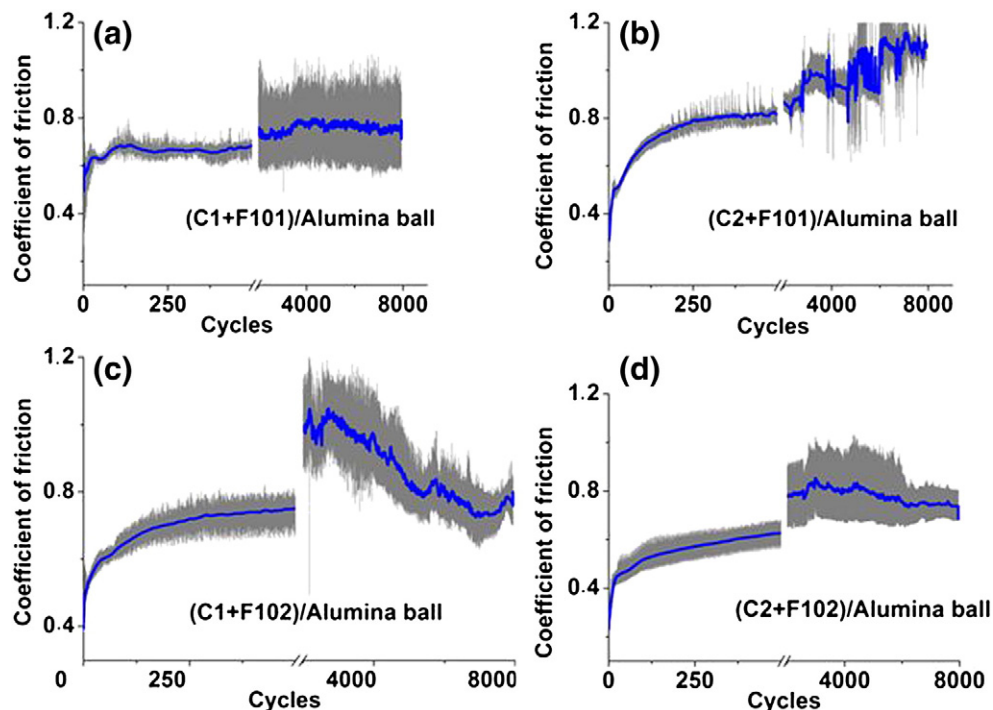 (a)
1.2
0.8
0.4
Coefficient of friction
(C1+F101)/Alumina ball
0 250 4000 8000
Cycles
(b)
1.2
0.8
0.4
Coefficient of friction
(C2+F101)/Alumina ball
0 250 4000 8000
Cycles
(c)
1.2
0.8
0.4
Coefficient of friction
(C1+F102)/Alumina ball
0 250 4000 8000
Cycles
(d)
1.2
0.8
0.4
Coefficient of friction
(C2+F102)/Alumina ball
0 250 4000 8000
Cycles